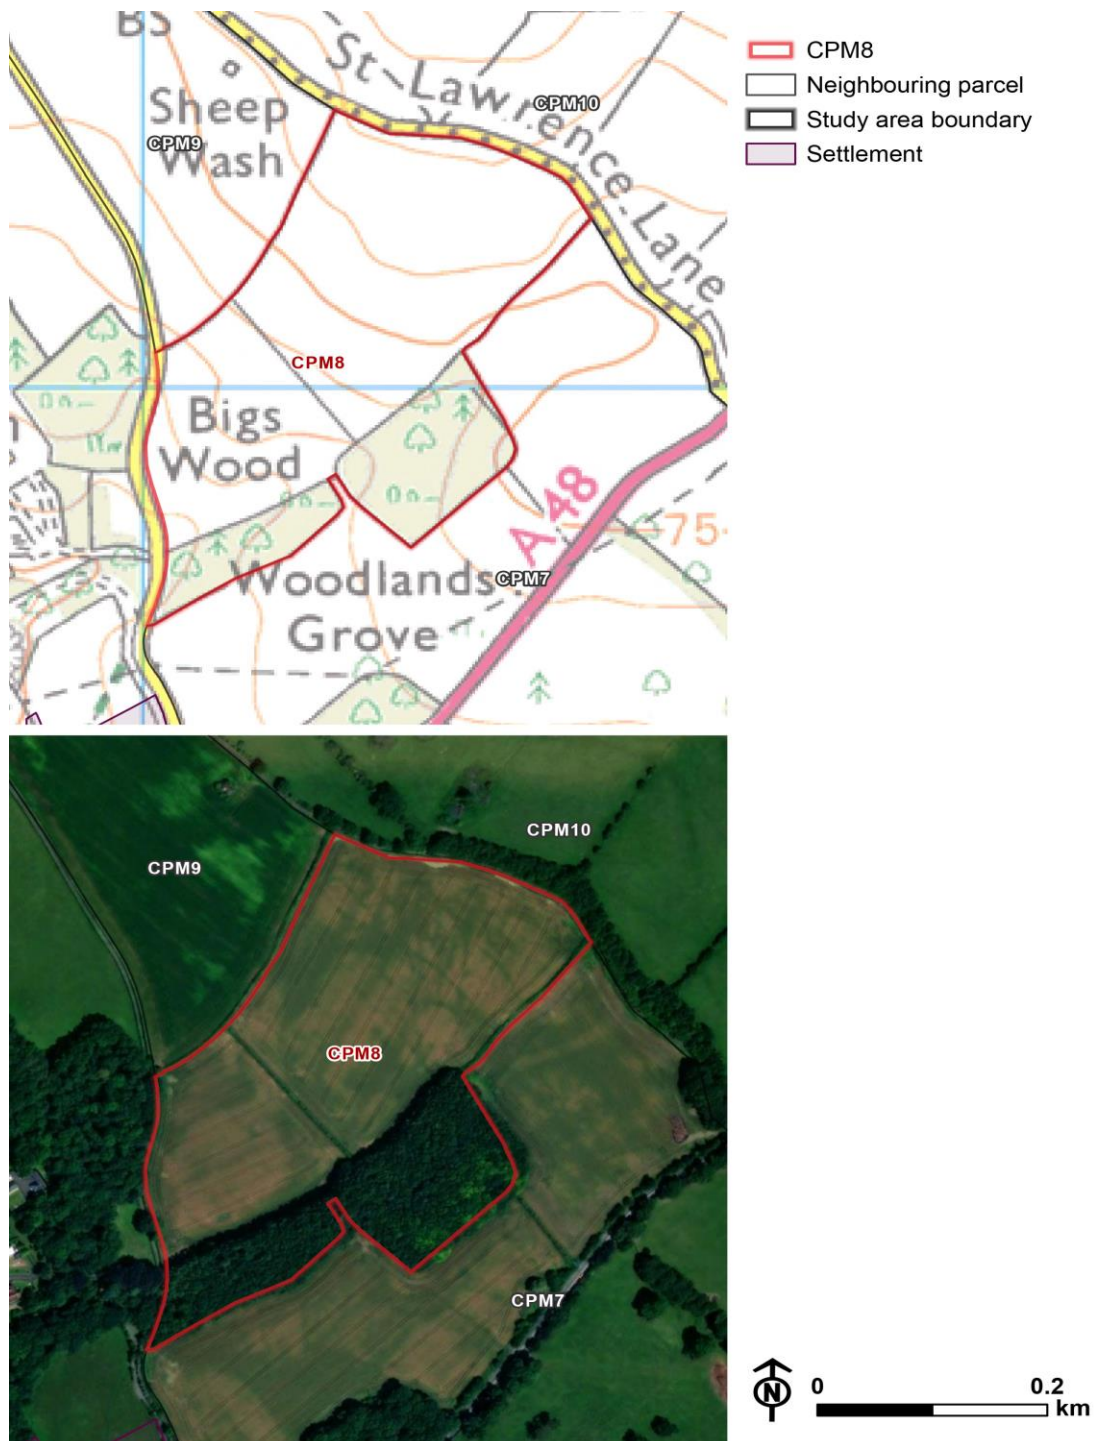 BS
Sheep
Wash
St Lawrence Lane
CPM10
CPM9
CPM8
Bigs
Wood
A 48
75
Woodlands
CPM7
Grove
CPM8
Neighbouring parcel
Study area boundary
Settlement
CPM10
CPM9
CPM8
CPM7
N
0
0.2
km